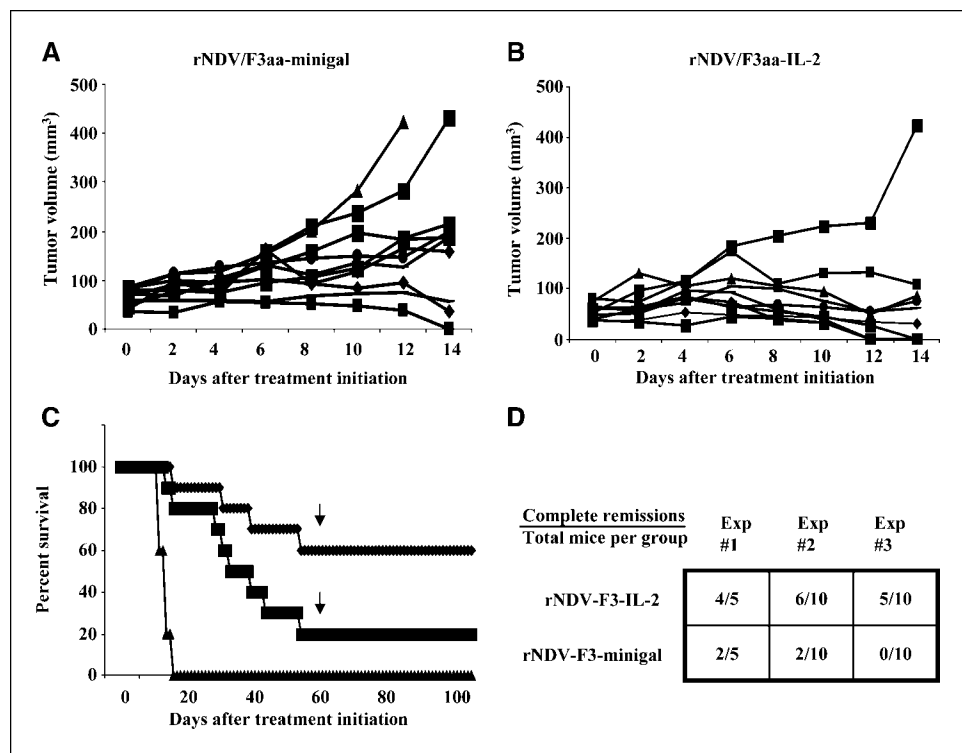 A
rNDV/F3aa-minigal
Tumor volume (mm³)
500
400
300
200
100
0
0 2 4 6 8 10 12 14
Days after treatment initiation
B
rNDV/F3aa-IL-2
Tumor volume (mm³)
500
400
300
200
100
0
0 2 4 6 8 10 12 14
Days after treatment initiation
C
Percent survival
100
80
60
40
20
0
0 20 40 60 80 100
Days after treatment initiation
D
Complete remissions
Total mice per group
Exp #1
Exp #2
Exp #3
rNDV-F3-IL-2 4/5 6/10 5/10
rNDV-F3-minigal 2/5 2/10 0/10